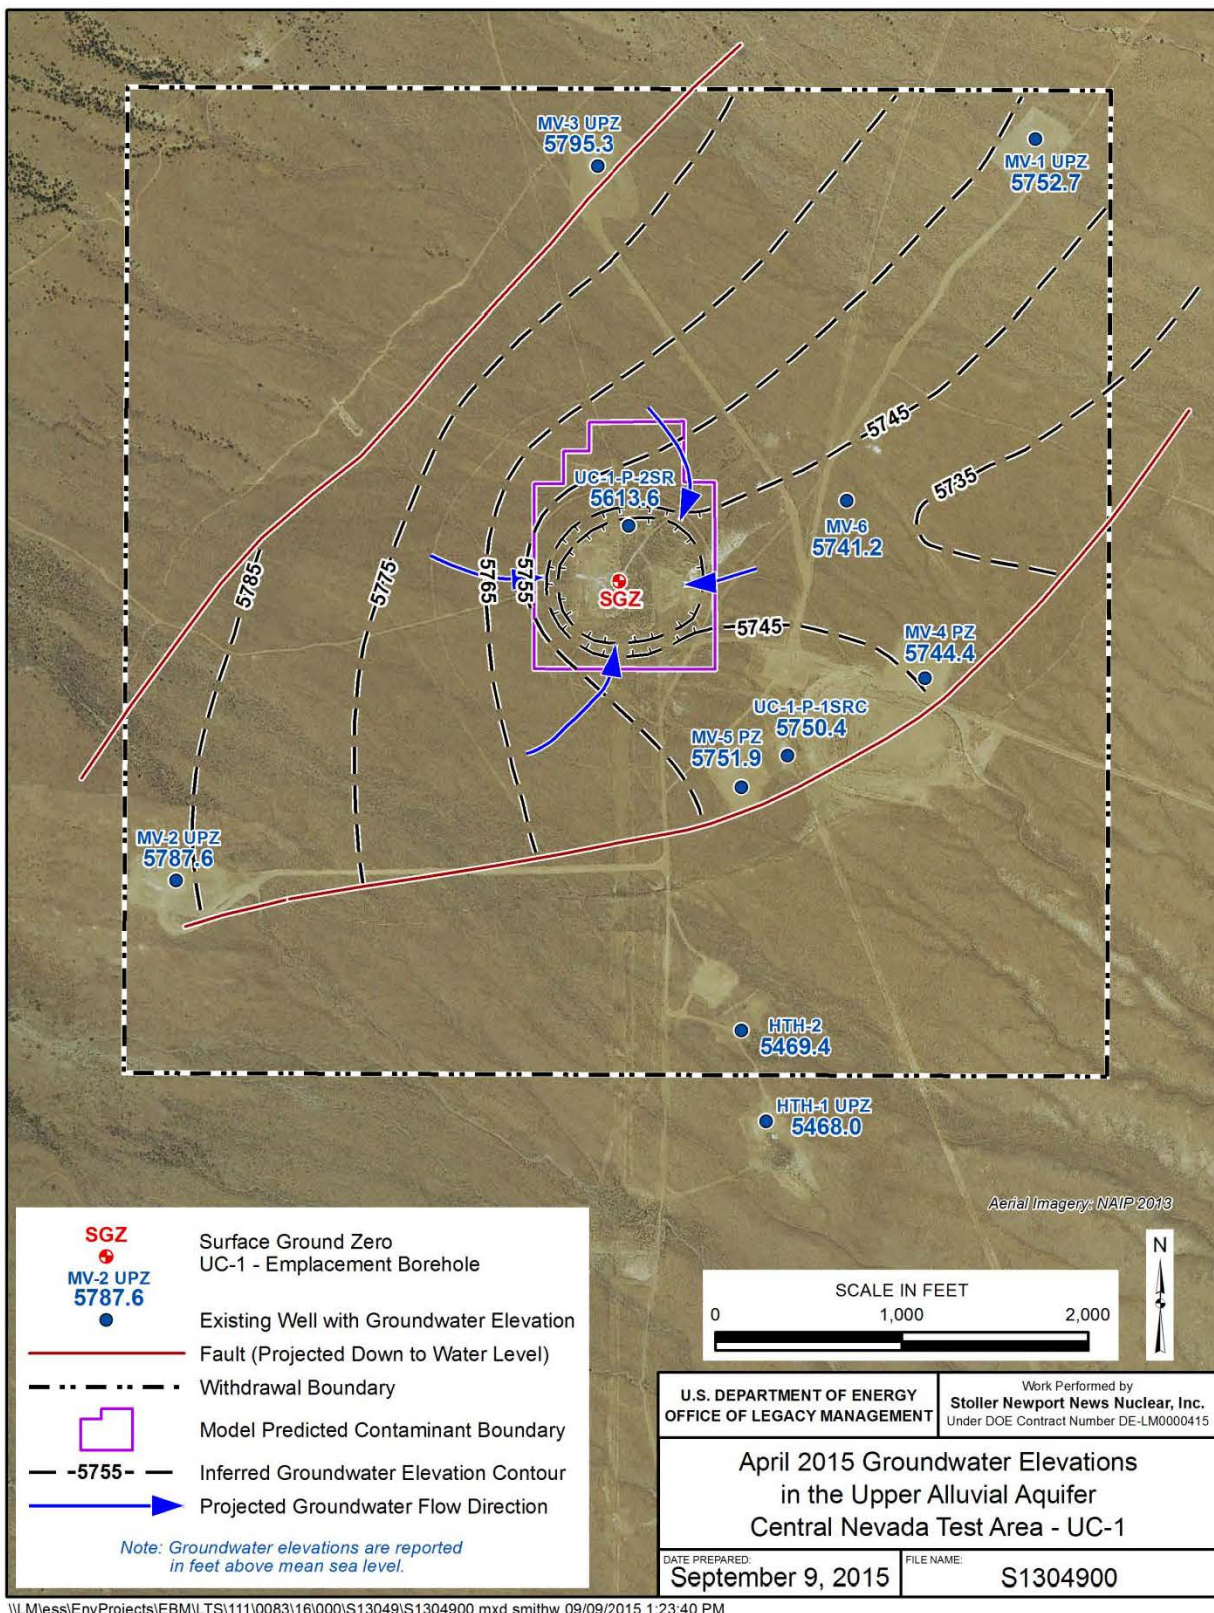 MV-3 UPZ
5795.3
MV-1 UPZ
5752.7
5745
5735
UC-1-P-2SR
5613.6
MV-6
5741.2
5785
5775
5765
5755
SGZ
5745
MV-4 PZ
5744.4
UC-1-P-1SRC
5750.4
MV-5 PZ
5751.9
MV-2 UPZ
5787.6
HTH-2
5469.4
HTH-1 UPZ
5468.0
Aerial Imagery: NAIP 2013
N
SCALE IN FEET
0 1,000 2,000
SGZ
Surface Ground Zero
UC-1 - Emplacement Borehole
MV-2 UPZ
5787.6
Existing Well with Groundwater Elevation
Fault (Projected Down to Water Level)
Withdrawal Boundary
Model Predicted Contaminant Boundary
-5755- Inferred Groundwater Elevation Contour
Projected Groundwater Flow Direction
Note: Groundwater elevations are reported
in feet above mean sea level.
U.S. DEPARTMENT OF ENERGY
OFFICE OF LEGACY MANAGEMENT
Work Performed by
Stoller Newport News Nuclear, Inc.
Under DOE Contract Number DE-LM0000415
April 2015 Groundwater Elevations
in the Upper Alluvial Aquifer
Central Nevada Test Area - UC-1
DATE PREPARED:
September 9, 2015
FILE NAME:
S1304900
\\LM\ess\EnvProjects\EBM\LTS\111\0083\16\000\S13049\S1304900.mxd smithw 09/09/2015 1:23:40 PM